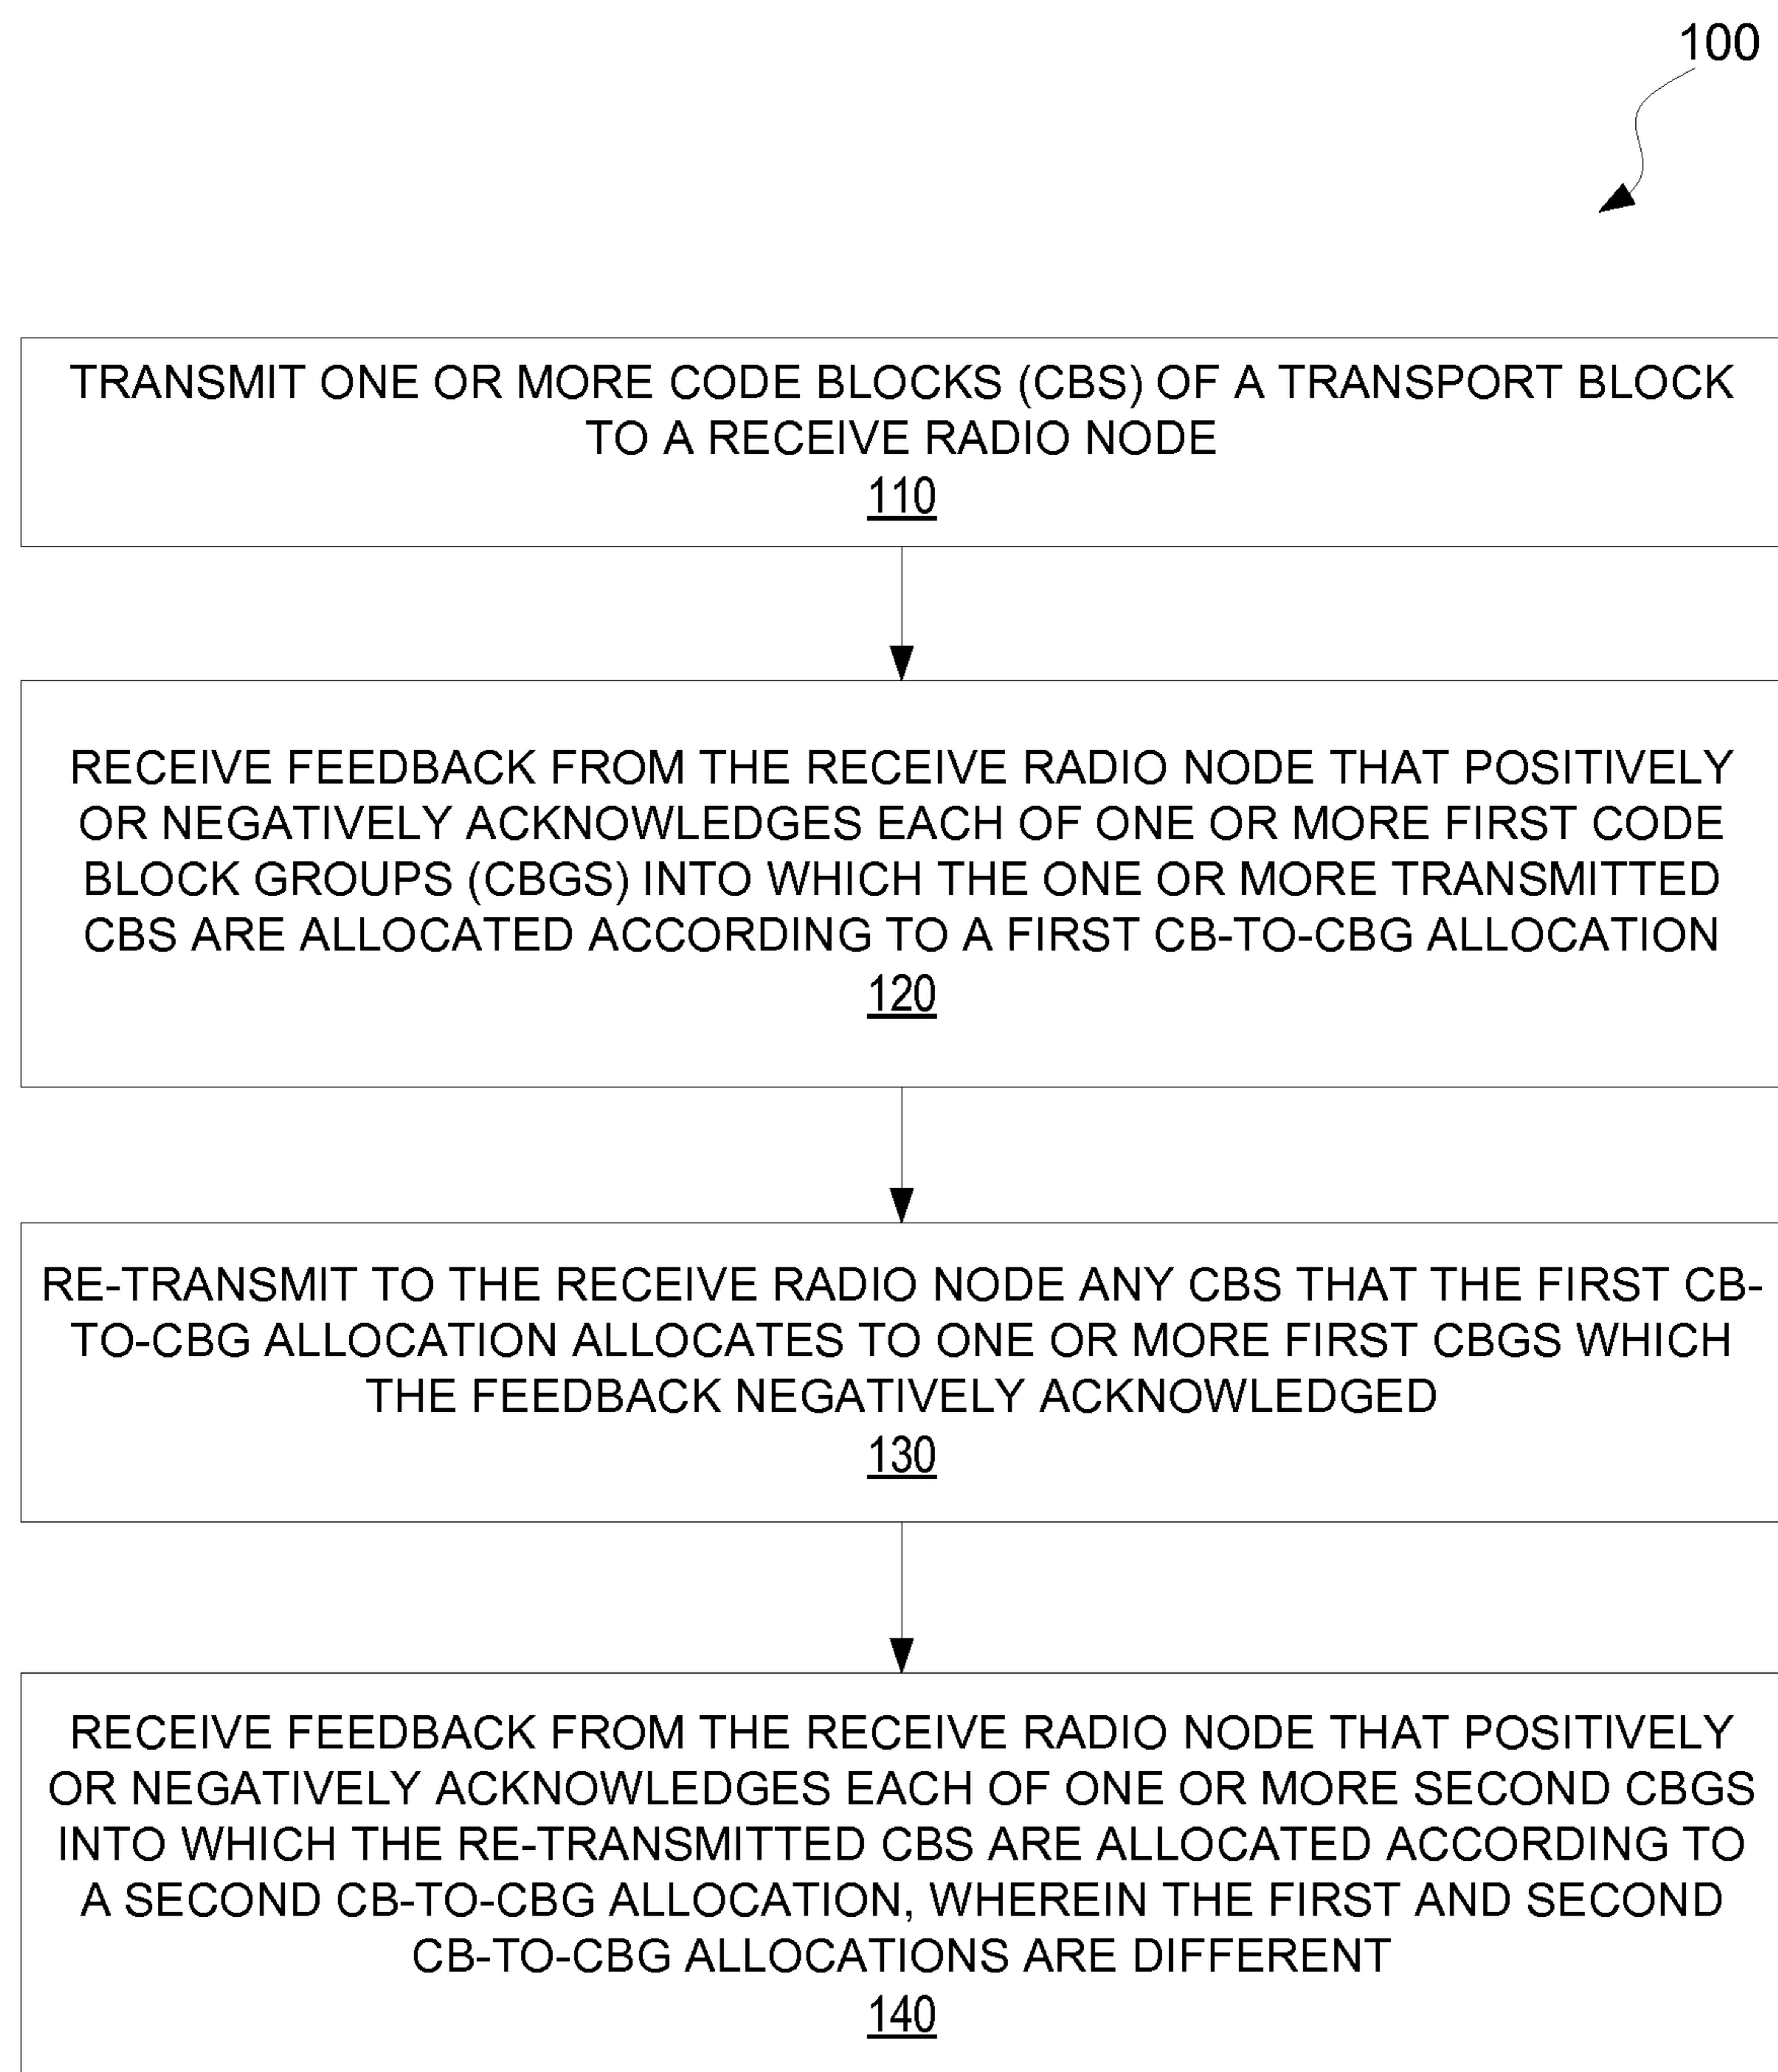 100
TRANSMIT ONE OR MORE CODE BLOCKS (CBS) OF A TRANSPORT BLOCK
TO A RECEIVE RADIO NODE
110
RECEIVE FEEDBACK FROM THE RECEIVE RADIO NODE THAT POSITIVELY
OR NEGATIVELY ACKNOWLEDGES EACH OF ONE OR MORE FIRST CODE
BLOCK GROUPS (CBGS) INTO WHICH THE ONE OR MORE TRANSMITTED
CBS ARE ALLOCATED ACCORDING TO A FIRST CB-TO-CBG ALLOCATION
120
RE-TRANSMIT TO THE RECEIVE RADIO NODE ANY CBS THAT THE FIRST CB-
TO-CBG ALLOCATION ALLOCATES TO ONE OR MORE FIRST CBGS WHICH
THE FEEDBACK NEGATIVELY ACKNOWLEDGED
130
RECEIVE FEEDBACK FROM THE RECEIVE RADIO NODE THAT POSITIVELY
OR NEGATIVELY ACKNOWLEDGES EACH OF ONE OR MORE SECOND CBGS
INTO WHICH THE RE-TRANSMITTED CBS ARE ALLOCATED ACCORDING TO
A SECOND CB-TO-CBG ALLOCATION, WHEREIN THE FIRST AND SECOND
CB-TO-CBG ALLOCATIONS ARE DIFFERENT
140